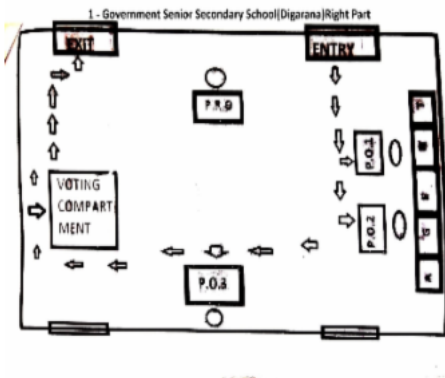 1 - Government Senior Secondary School(Digarana)Right Part
EXIT
ENTRY
P.R.O
P.O.1
P.O.2
VOTING
COMPART
MENT
P.O.3